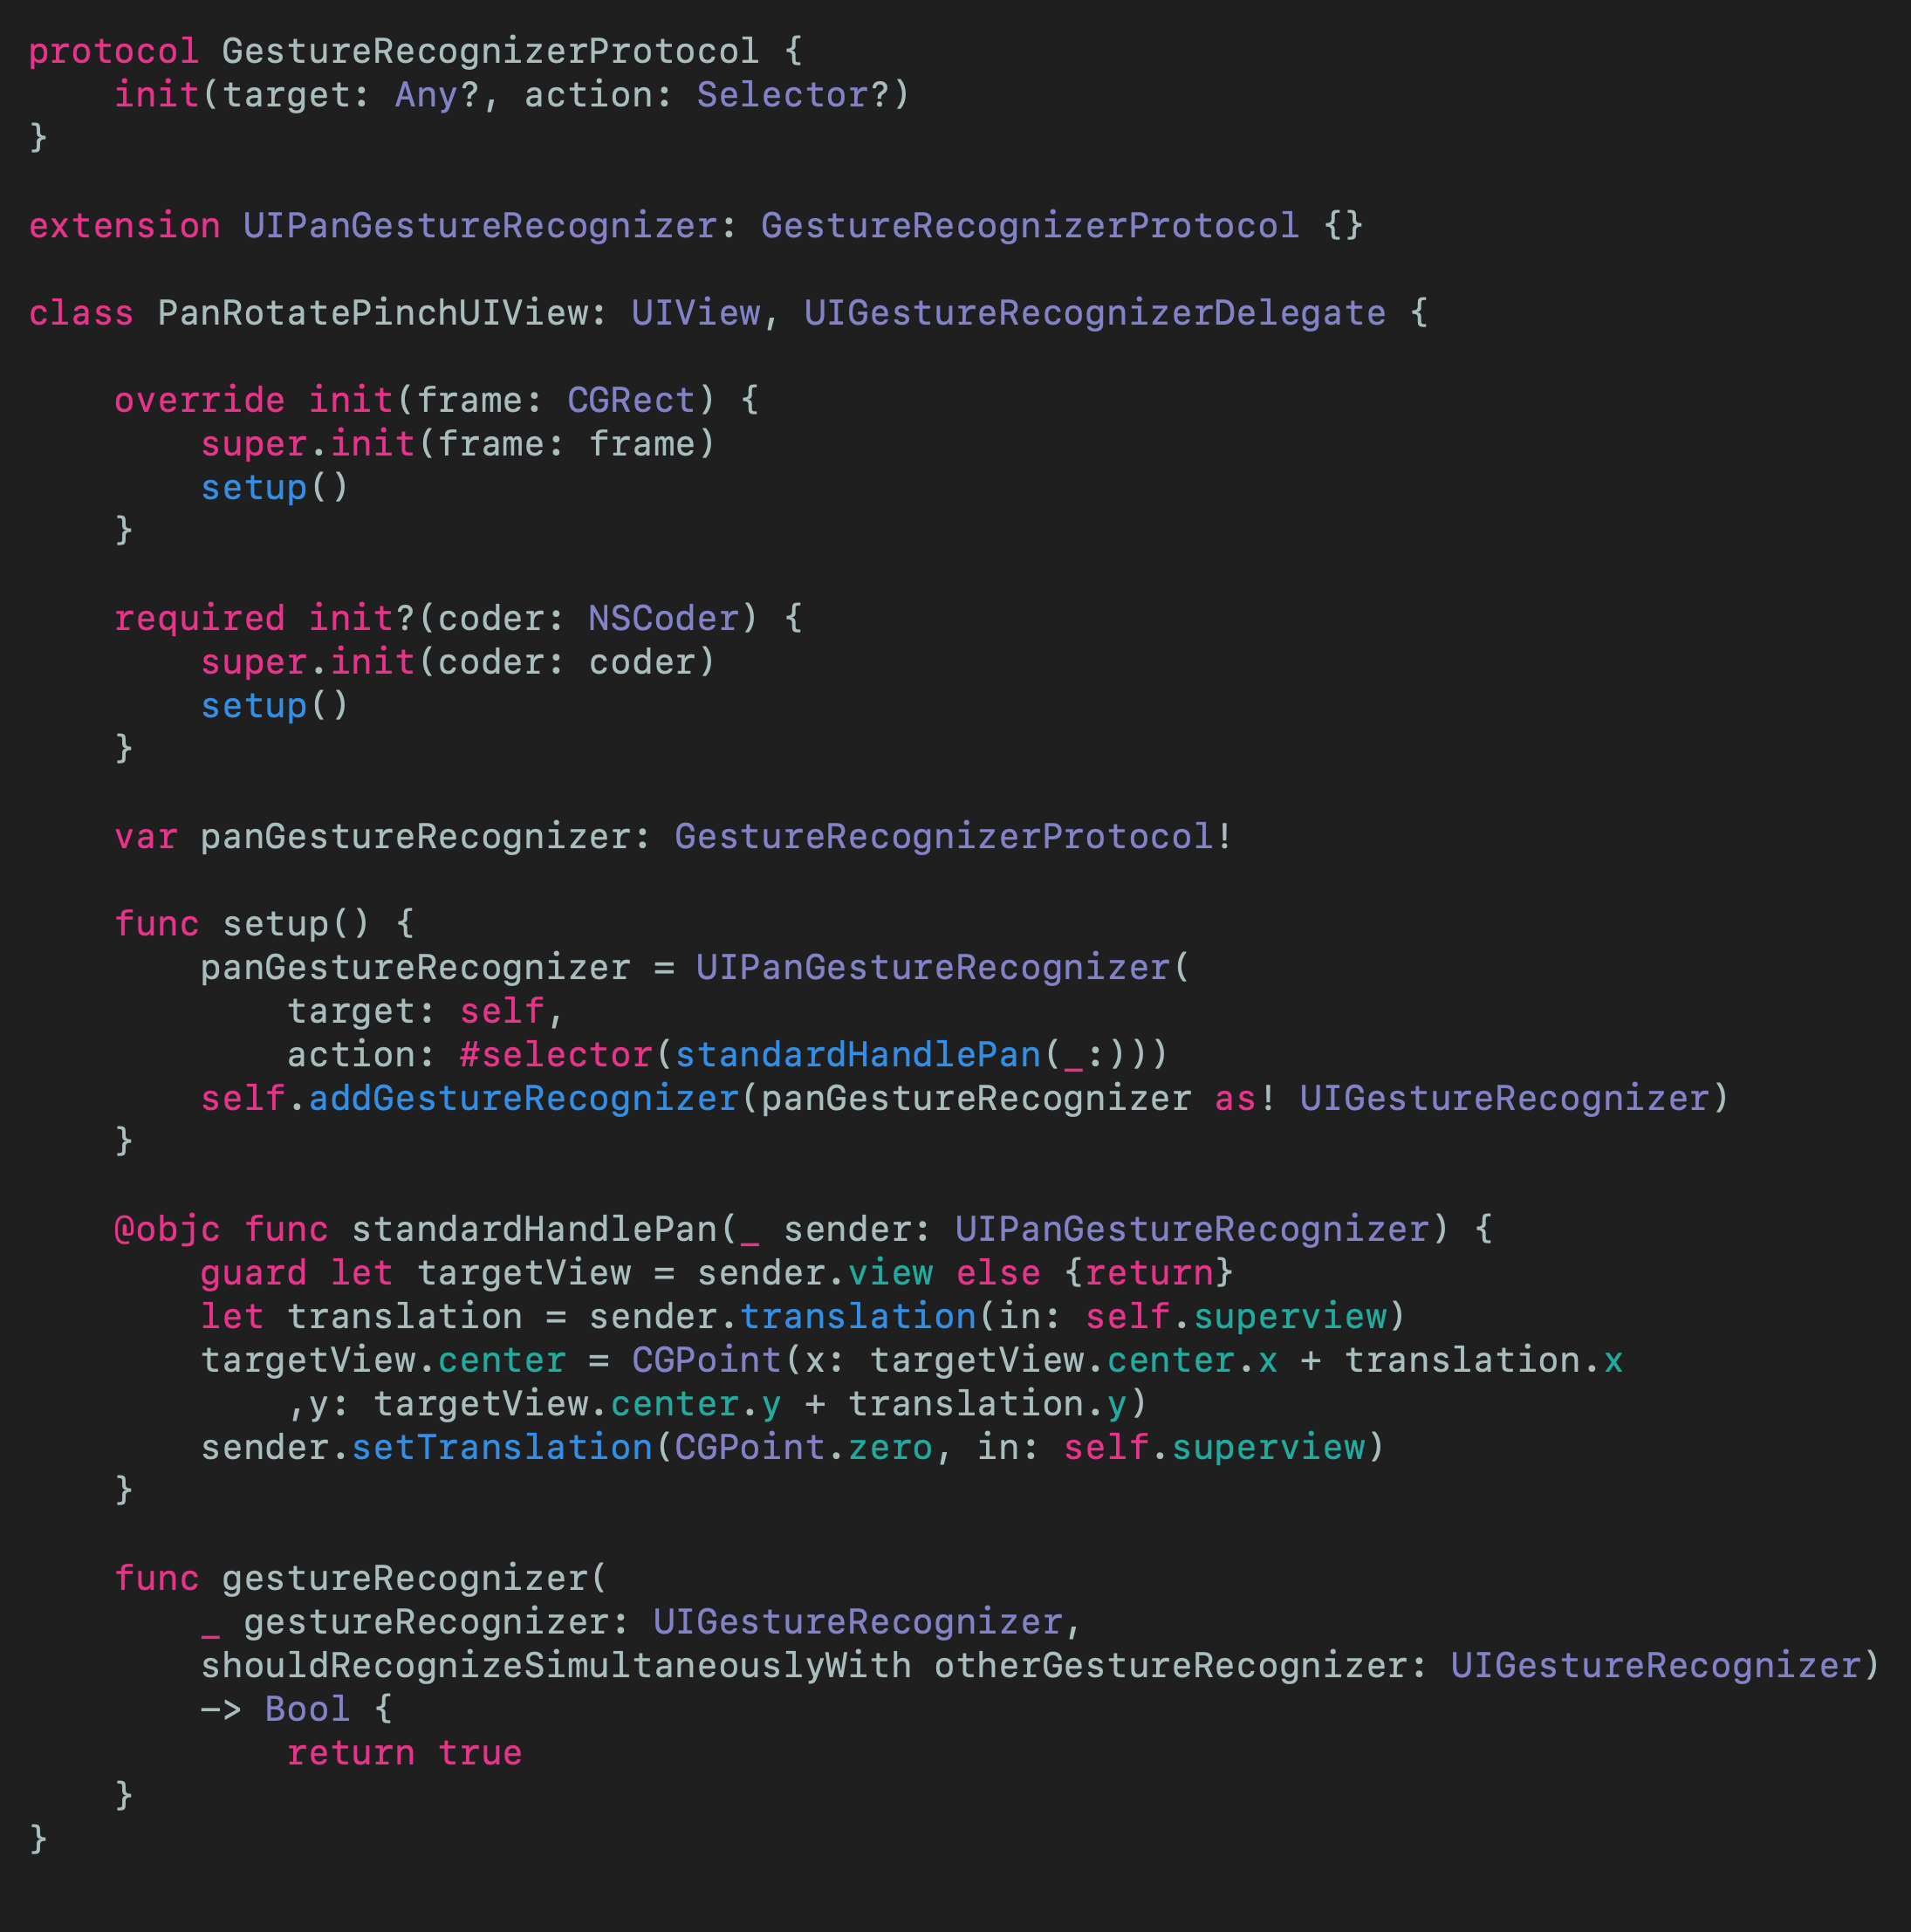 protocol GestureRecognizerProtocol {
    init(target: Any?, action: Selector?)
}

extension UIPanGestureRecognizer: GestureRecognizerProtocol {}

class PanRotatePinchUIView: UIView, UIGestureRecognizerDelegate {

    override init(frame: CGRect) {
        super.init(frame: frame)
        setup()
    }

    required init?(coder: NSCoder) {
        super.init(coder: coder)
        setup()
    }

    var panGestureRecognizer: GestureRecognizerProtocol!

    func setup() {
        panGestureRecognizer = UIPanGestureRecognizer(
            target: self,
            action: #selector(standardHandlePan(_:)))
        self.addGestureRecognizer(panGestureRecognizer as! UIGestureRecognizer)
    }

    @objc func standardHandlePan(_ sender: UIPanGestureRecognizer) {
        guard let targetView = sender.view else {return}
        let translation = sender.translation(in: self.superview)
        targetView.center = CGPoint(x: targetView.center.x + translation.x
            ,y: targetView.center.y + translation.y)
        sender.setTranslation(CGPoint.zero, in: self.superview)
    }

    func gestureRecognizer(
        _ gestureRecognizer: UIGestureRecognizer,
        shouldRecognizeSimultaneouslyWith otherGestureRecognizer: UIGestureRecognizer)
        -> Bool {
            return true
    }
}